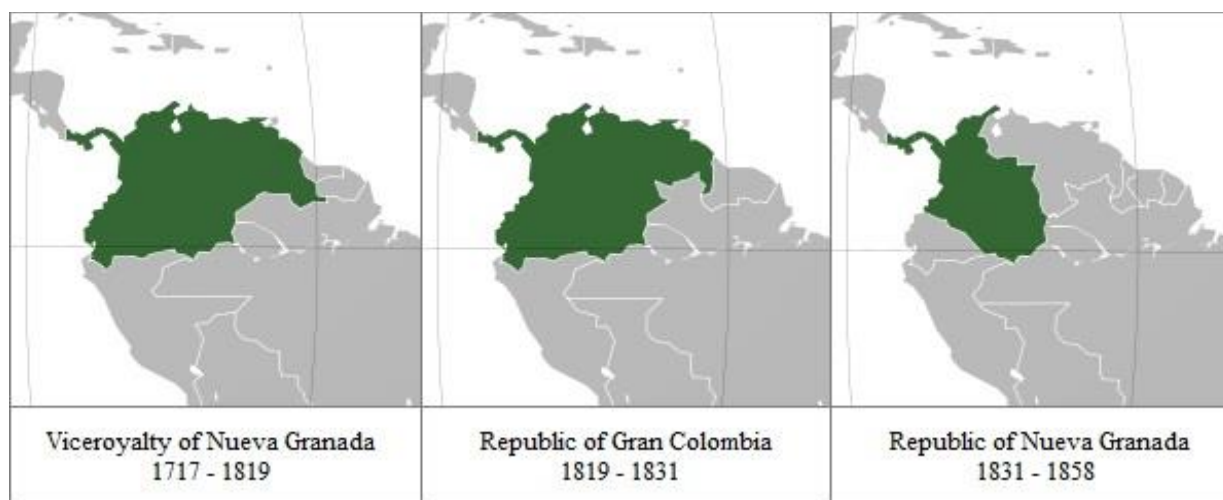 Viceroyalty of Nueva Granada
1717 - 1819
Republic of Gran Colombia
1819 - 1831
Republic of Nueva Granada
1831 - 1858